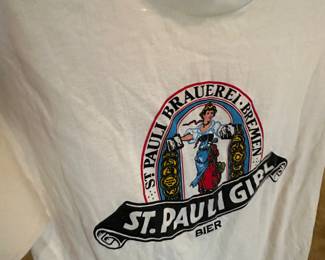 ST PAULI BRAUEREI · BREMEN
ST. PAULI GIRL
BIER